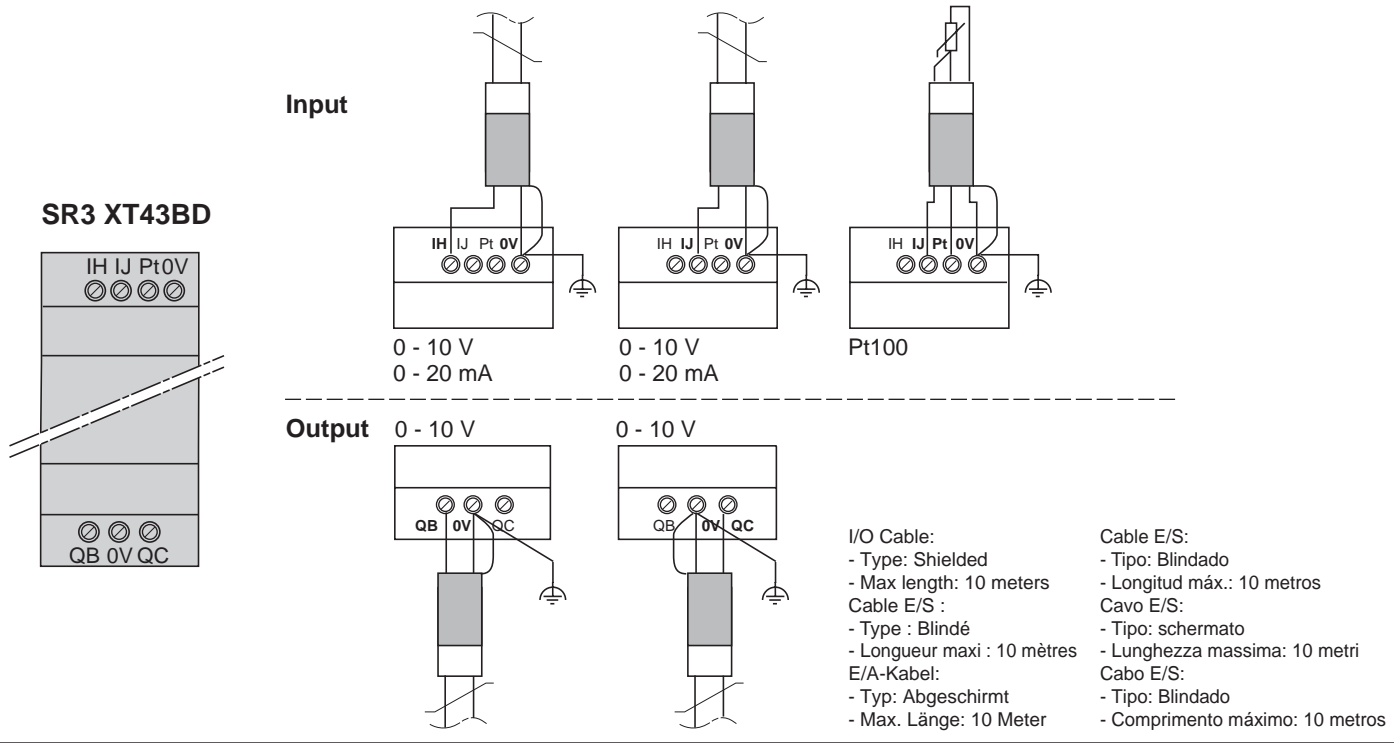 Input
SR3 XT43BD
IH IJ Pt 0V
QB 0V QC
IH IJ Pt 0V
0 - 10 V
0 - 20 mA
IH IJ Pt 0V
0 - 10 V
0 - 20 mA
IH IJ Pt 0V
Pt100
Output
0 - 10 V
QB 0V QC
0 - 10 V
QB 0V QC
I/O Cable:
- Type: Shielded
- Max length: 10 meters
Cable E/S :
- Type : Blindé
- Longueur maxi : 10 mètres
E/A-Kabel:
- Typ: Abgeschirmt
- Max. Länge: 10 Meter
Cable E/S:
- Tipo: Blindado
- Longitud máx.: 10 metros
Cavo E/S:
- Tipo: schermato
- Lunghezza massima: 10 metri
Cabo E/S:
- Tipo: Blindado
- Comprimento máximo: 10 metros